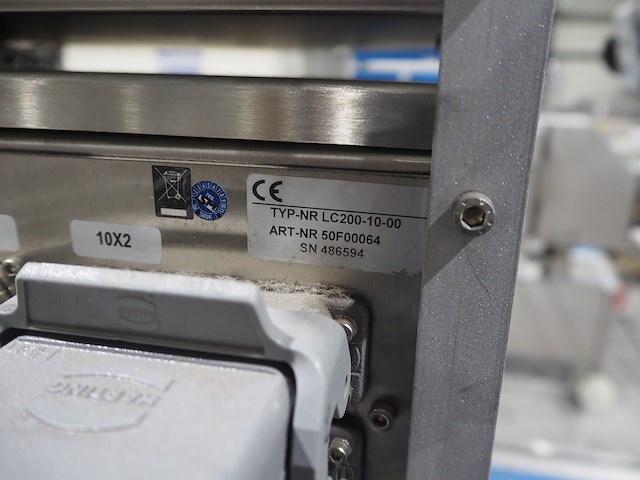 CE
TYP-NR LC200-10-00
ART-NR 50F00064
SN 486594
10X2
HARTING